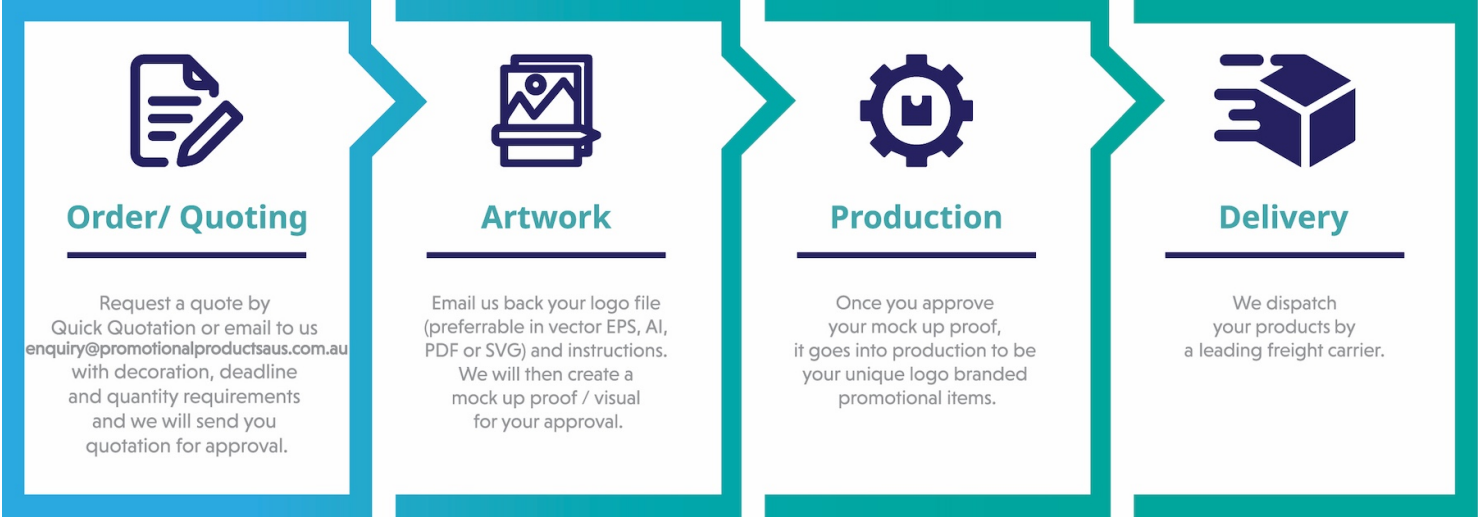 Order/ Quoting
Request a quote by
Quick Quotation or email to us
enquiry@promotionalproductsaus.com.au
with decoration, deadline
and quantity requirements
and we will send you
quotation for approval.
Artwork
Email us back your logo file
(preferrable in vector EPS, AI,
PDF or SVG) and instructions.
We will then create a
mock up proof / visual
for your approval.
Production
Once you approve
your mock up proof,
it goes into production to be
your unique logo branded
promotional items.
Delivery
We dispatch
your products by
a leading freight carrier.